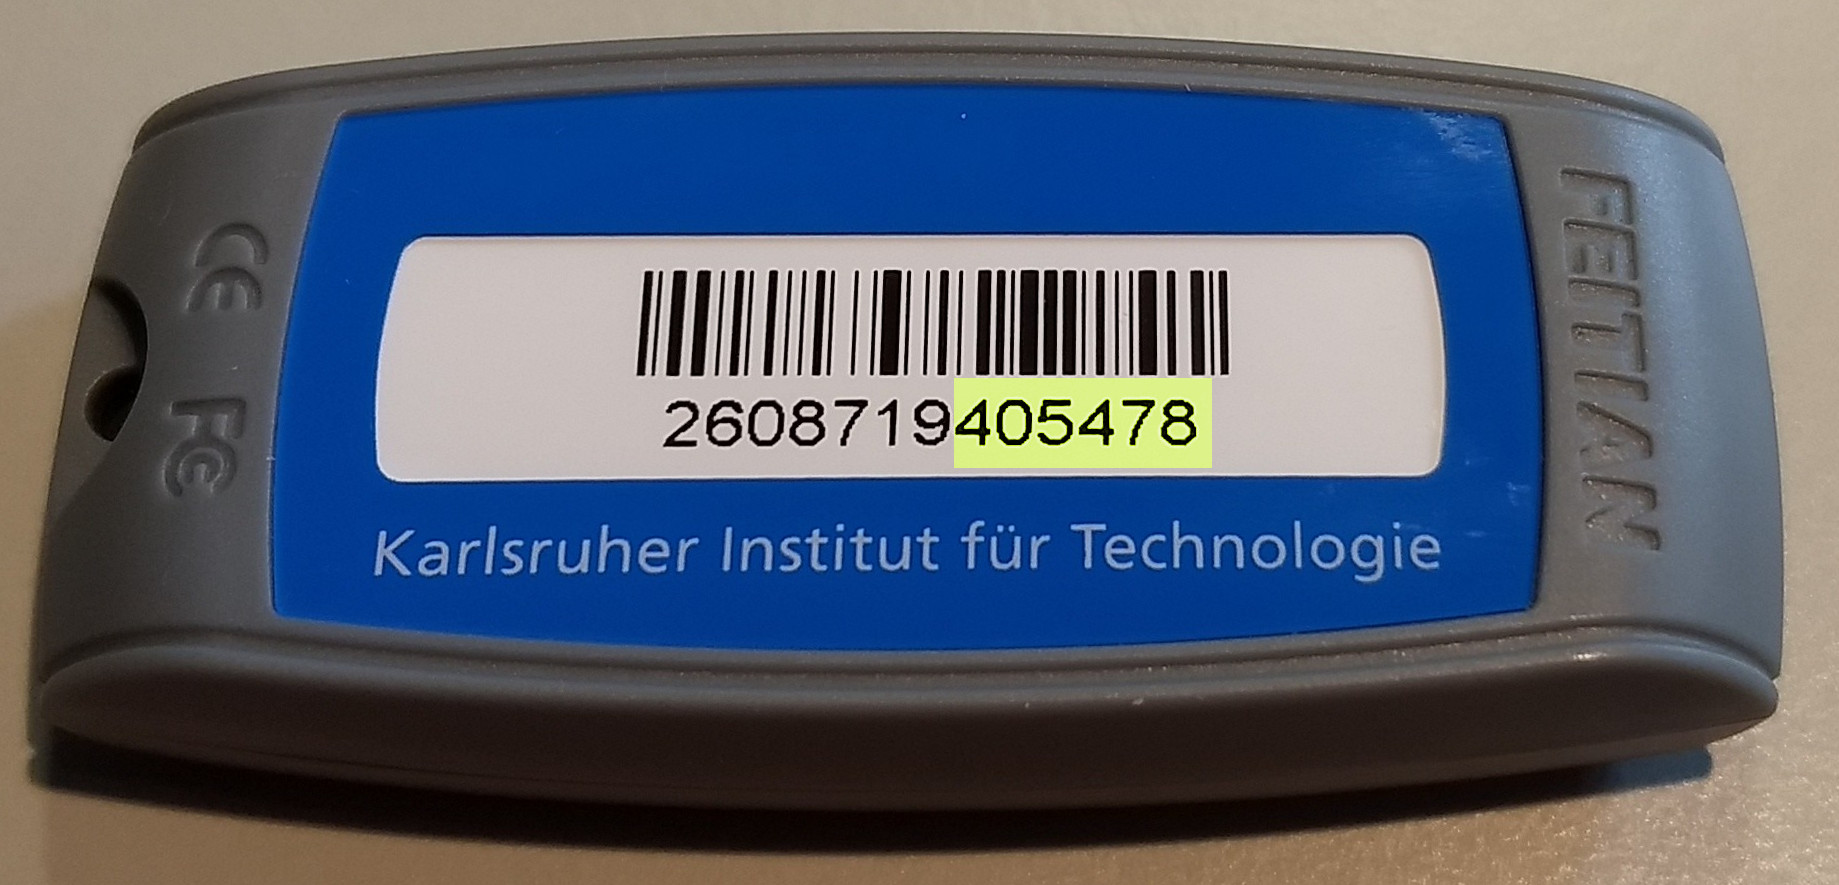 CE FC
2608719405478
Karlsruher Institut für Technologie
FEITIAN